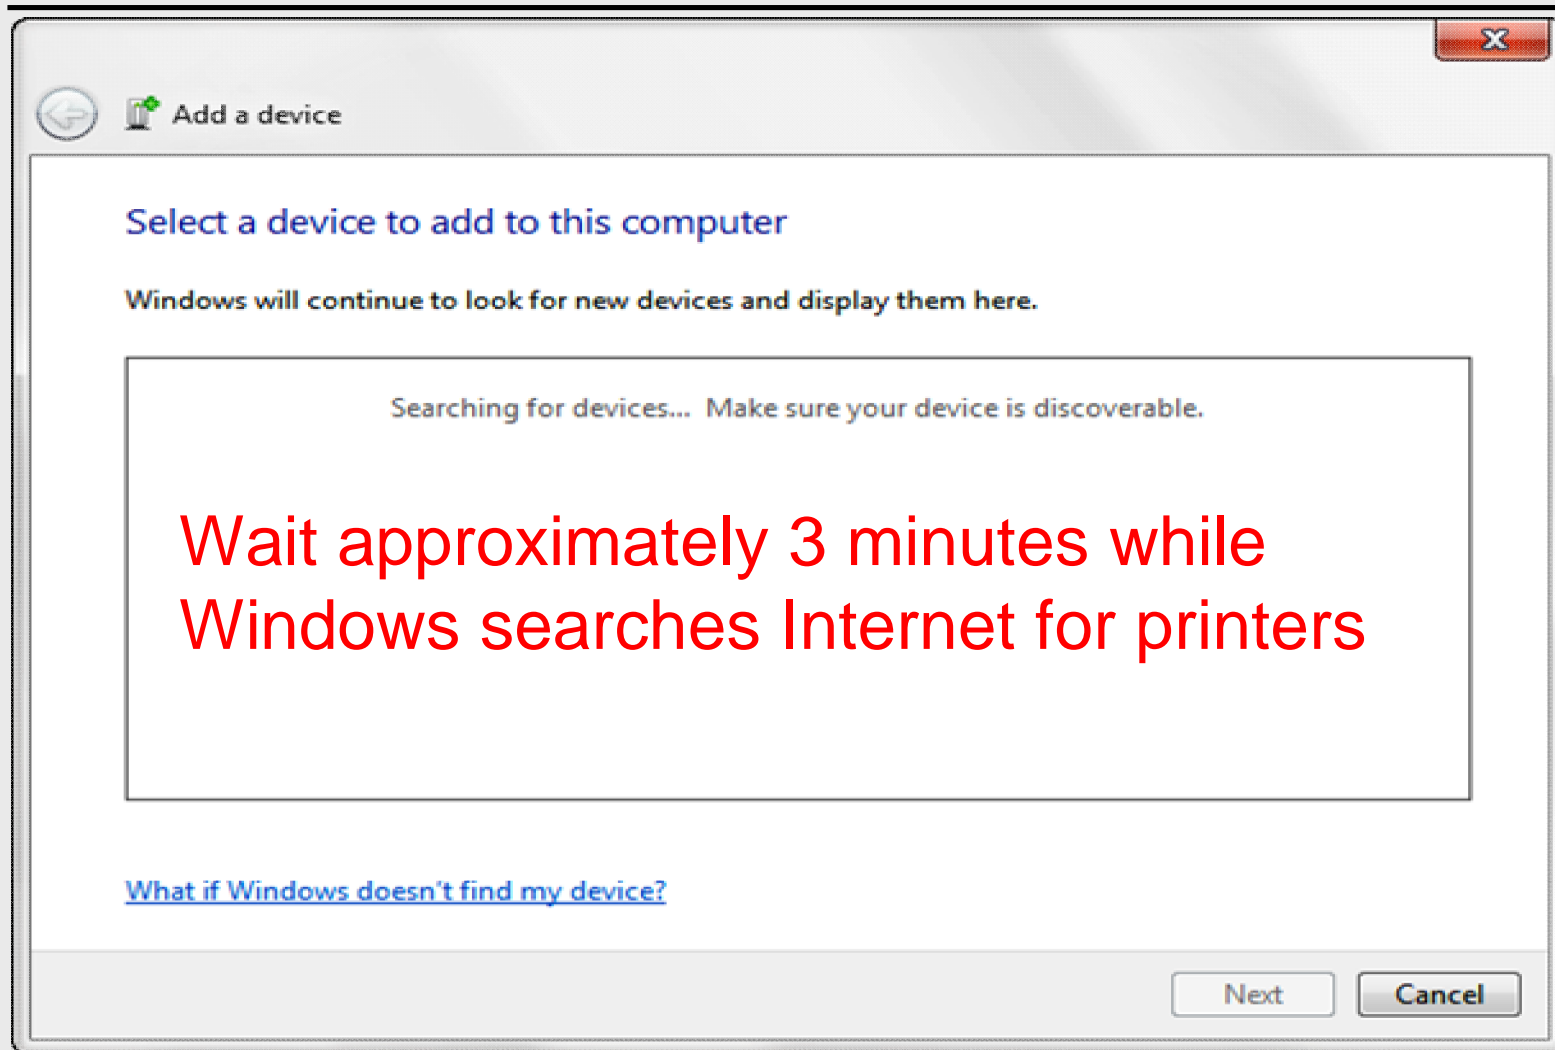 Add a device
Select a device to add to this computer
Windows will continue to look for new devices and display them here.
Searching for devices... Make sure your device is discoverable.
Wait approximately 3 minutes while
Windows searches Internet for printers
What if Windows doesn't find my device?
Next
Cancel